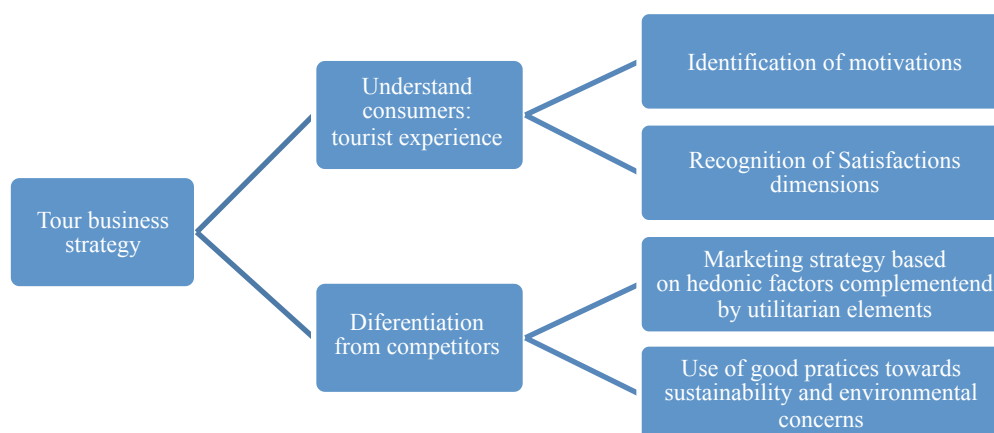 Tour business
strategy
Understand
consumers:
tourist experience
Identification of motivations
Recognition of Satisfactions
dimensions
Diferentiation
from competitors
Marketing strategy based
on hedonic factors complementend
by utilitarian elements
Use of good pratices towards
sustainability and environmental
concerns